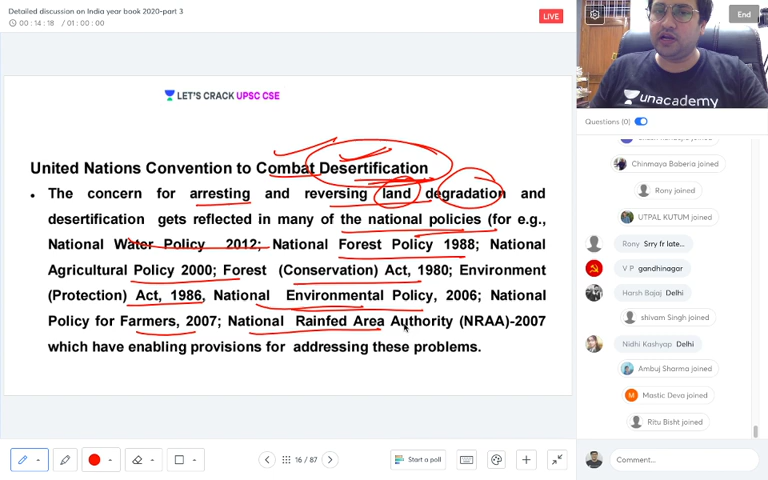 Detailed discussion on India year book 2020-part 3
00 : 14 : 18 / 01 : 00 : 00
LIVE
End
LET'S CRACK UPSC CSE
United Nations Convention to Combat Desertification
• The concern for arresting and reversing land degradation and
desertification gets reflected in many of the national policies (for e.g.,
National Water Policy 2012; National Forest Policy 1988; National
Agricultural Policy 2000; Forest (Conservation) Act, 1980; Environment
(Protection) Act, 1986, National Environmental Policy, 2006; National
Policy for Farmers, 2007; National Rainfed Area Authority (NRAA)-2007
which have enabling provisions for addressing these problems.
16 / 87
Start a poll
unacademy
Questions (0)
Chinmaya Baberia joined
Rony joined
UTPAL KUTUM joined
Rony Srry fr late...
V P gandhinagar
Harsh Bajaj Delhi
shivam Singh joined
Nidhi Kashyap Delhi
Ambuj Sharma joined
M Mastic Deva joined
Ritu Bisht joined
Comment...